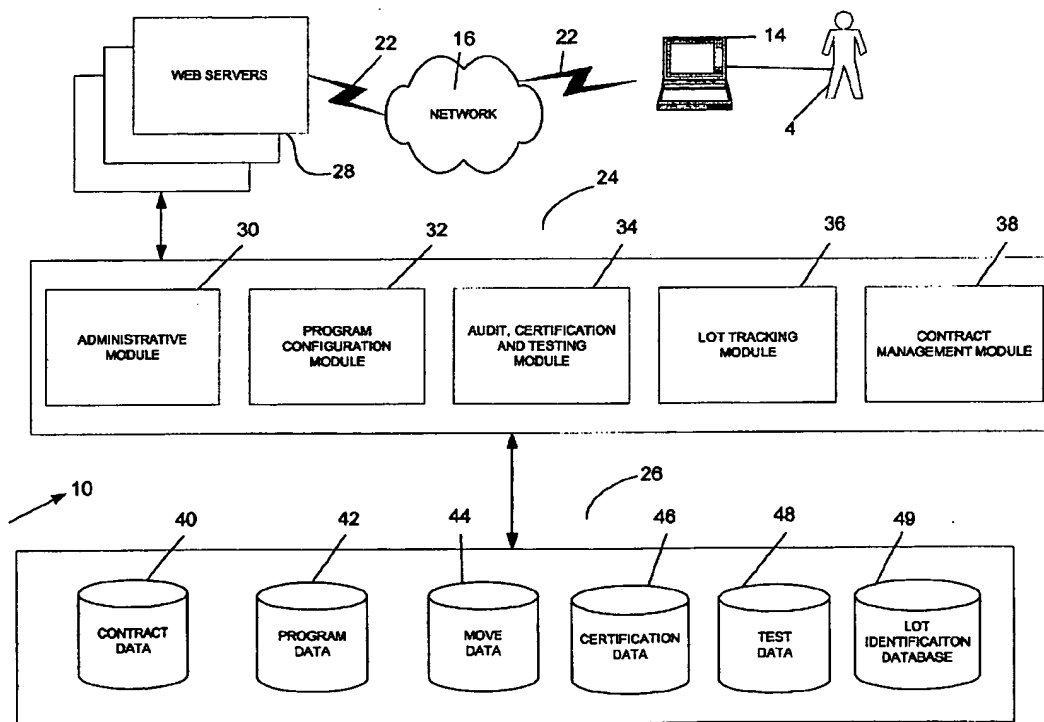 WEB SERVERS
22
16
22
14
NETWORK
4
28
24
30
32
34
36
38
ADMINISTRATIVE
MODULE
PROGRAM
CONFIGURATION
MODULE
AUDIT, CERTIFICATION
AND TESTING
MODULE
LOT TRACKING
MODULE
CONTRACT
MANAGEMENT MODULE
10
26
40
42
44
46
48
49
CONTRACT
DATA
PROGRAM
DATA
MOVE
DATA
CERTIFICATION
DATA
TEST
DATA
LOT
IDENTIFICAITON
DATABASE